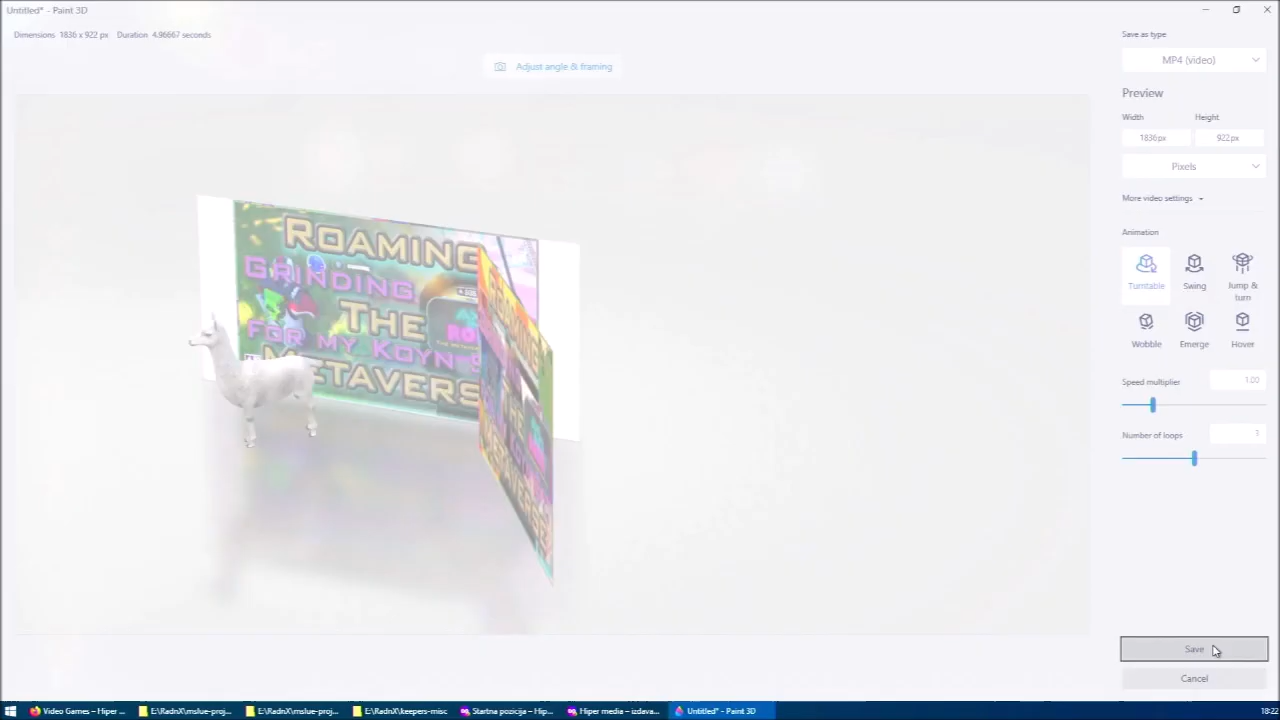 Untitled* - Paint 3D
Dimensions 1836 x 922 px Duration 4.96667 seconds
Adjust angle & framing
Save as type
MP4 (video)
Preview
Width Height
1836px 922px
Pixels
More video settings
Animation
Turntable Swing Jump & turn
Wobble Emerge Hover
Speed multiplier 1.00
Number of loops
Save
Cancel
ROAMING
GRINDING
THE
FOR MY KOYN-S
METAVERS
Video Games – Hiper ... E:\RadnX\mslue-proj... E:\RadnX\mslue-proj... E:\RadnX\keepers-misc Startna pozicija – Hip... Hiper media – izdava... Untitled* - Paint 3D 18:22